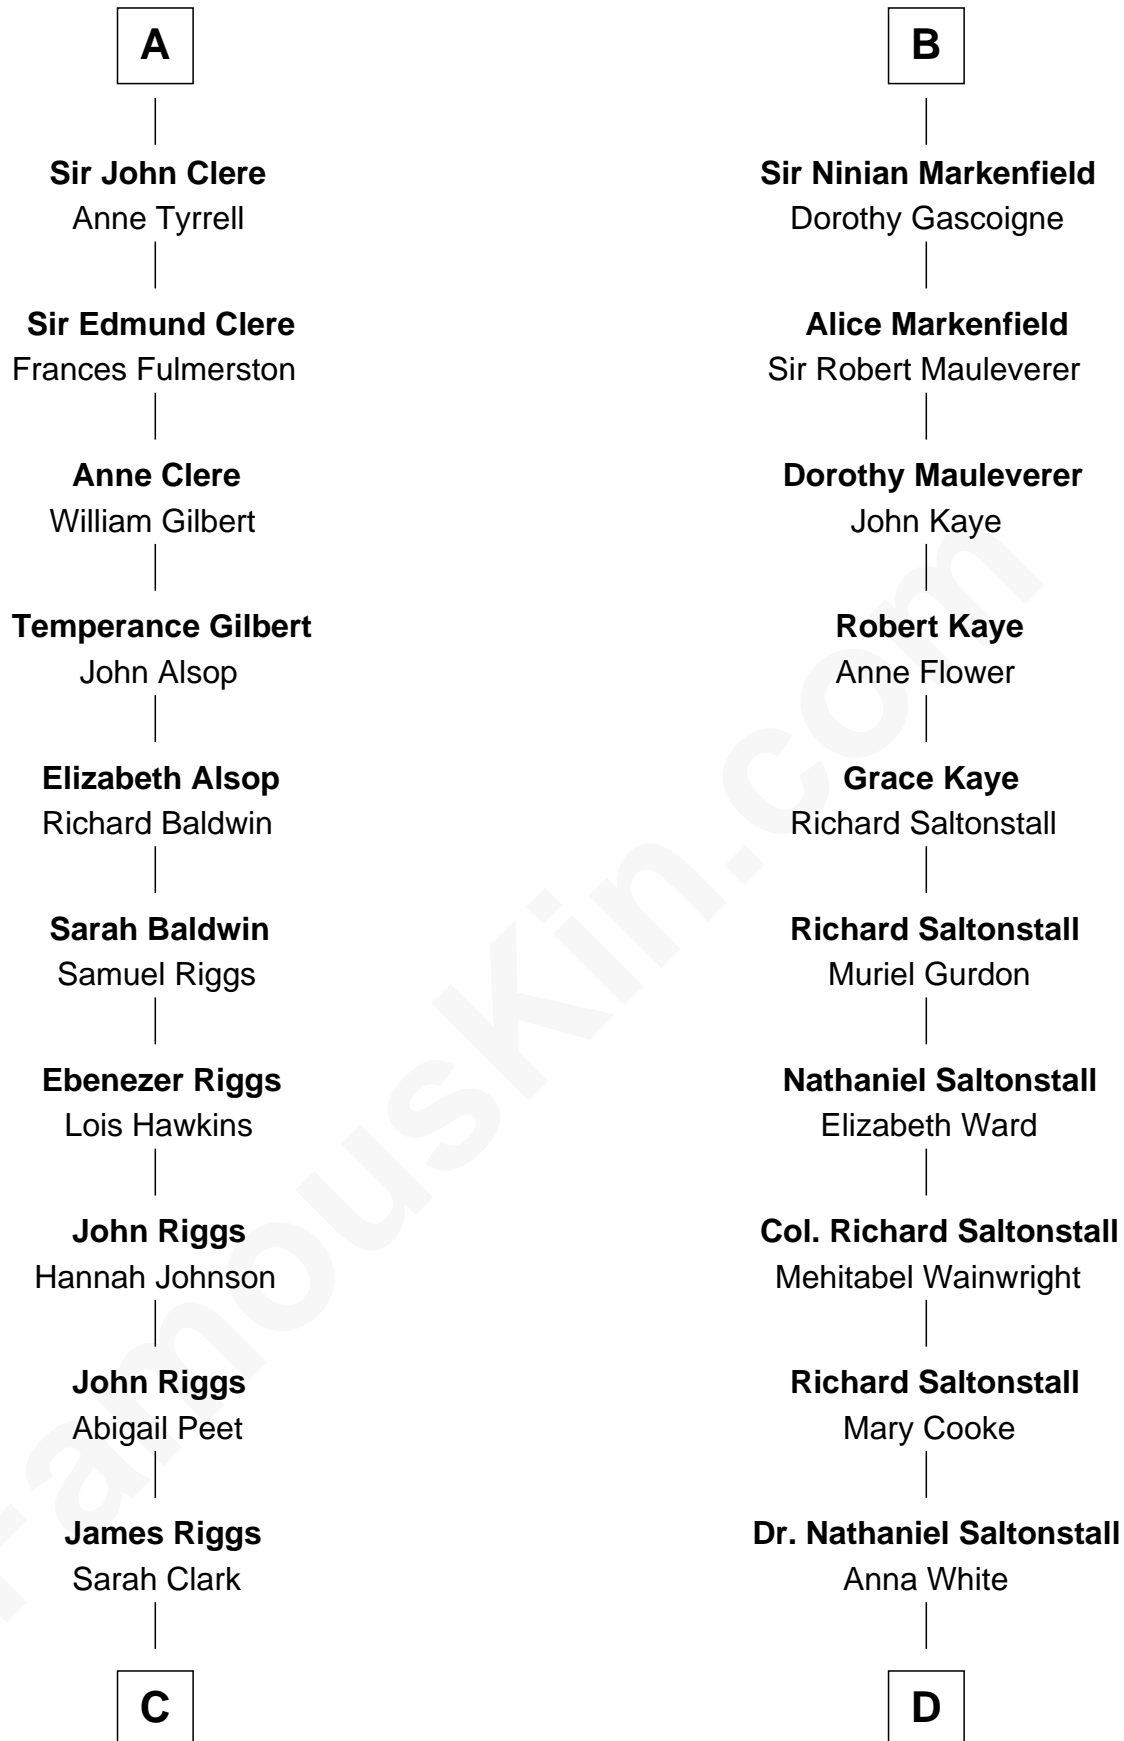 A
Sir John Clere
Anne Tyrrell
Sir Edmund Clere
Frances Fulmerston
Anne Clere
William Gilbert
Temperance Gilbert
John Alsop
Elizabeth Alsop
Richard Baldwin
Sarah Baldwin
Samuel Riggs
Ebenezer Riggs
Lois Hawkins
John Riggs
Hannah Johnson
John Riggs
Abigail Peet
James Riggs
Sarah Clark
C
B
Sir Ninian Markenfield
Dorothy Gascoigne
Alice Markenfield
Sir Robert Mauleverer
Dorothy Mauleverer
John Kaye
Robert Kaye
Anne Flower
Grace Kaye
Richard Saltonstall
Richard Saltonstall
Muriel Gurdon
Nathaniel Saltonstall
Elizabeth Ward
Col. Richard Saltonstall
Mehitabel Wainwright
Richard Saltonstall
Mary Cooke
Dr. Nathaniel Saltonstall
Anna White
D
FamousKin.com